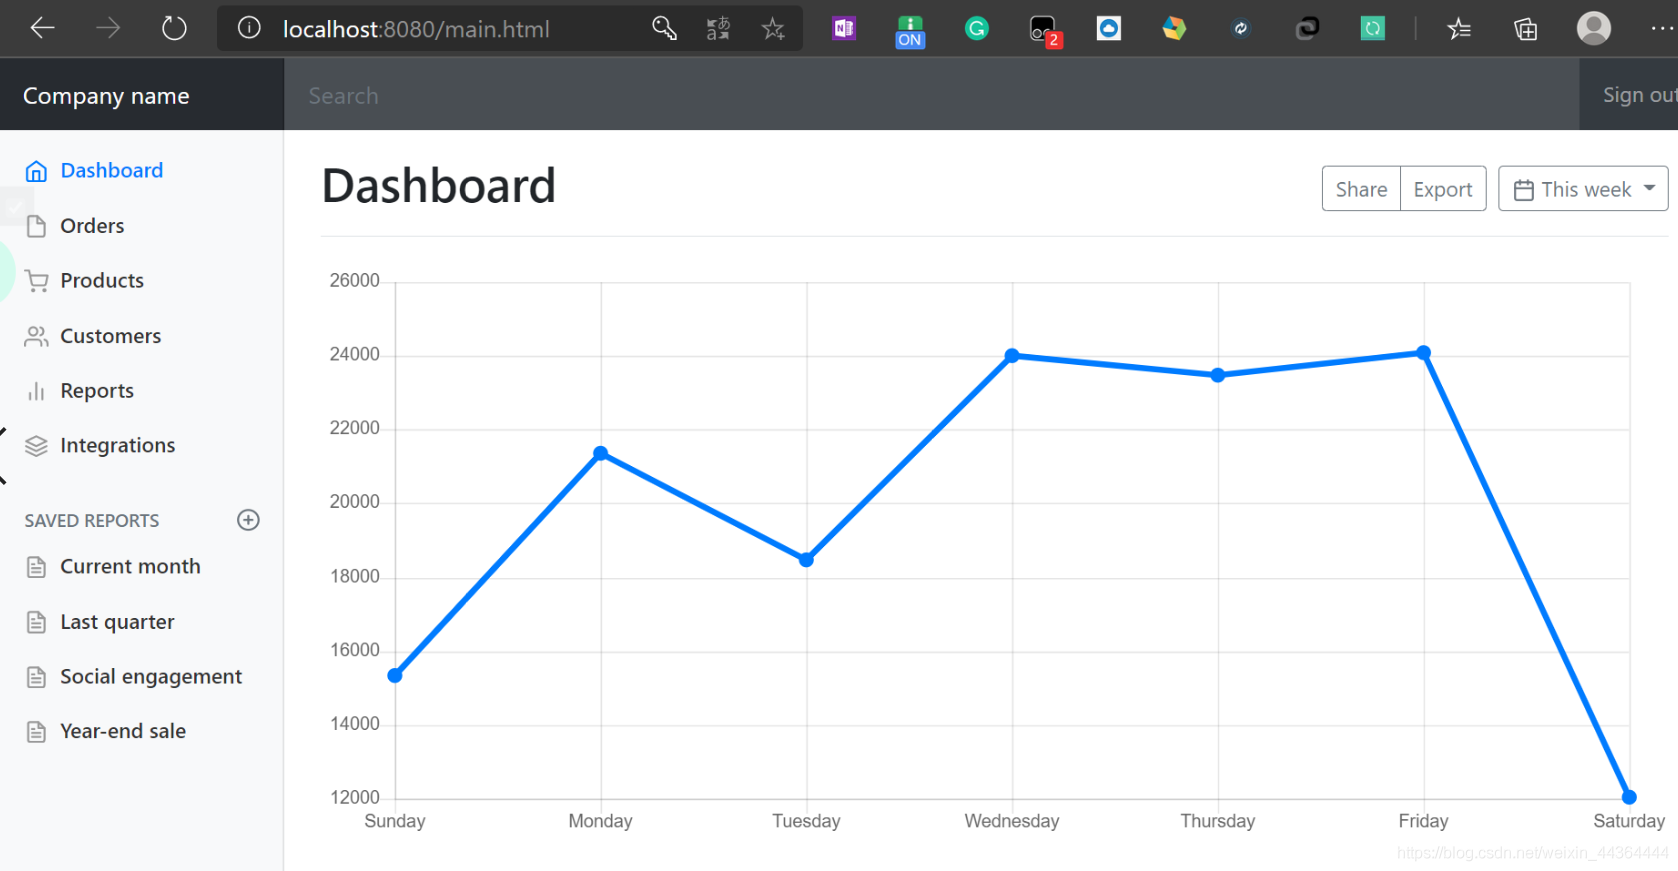 localhost:8080/main.html
ON
2
Company name
Search
Sign out
Dashboard
Orders
Products
Customers
Reports
Integrations
SAVED REPORTS
Current month
Last quarter
Social engagement
Year-end sale
Dashboard
Share
Export
This week
26000
24000
22000
20000
18000
16000
14000
12000
Sunday
Monday
Tuesday
Wednesday
Thursday
Friday
Saturday
https://blog.csdn.net/weixin_44364444